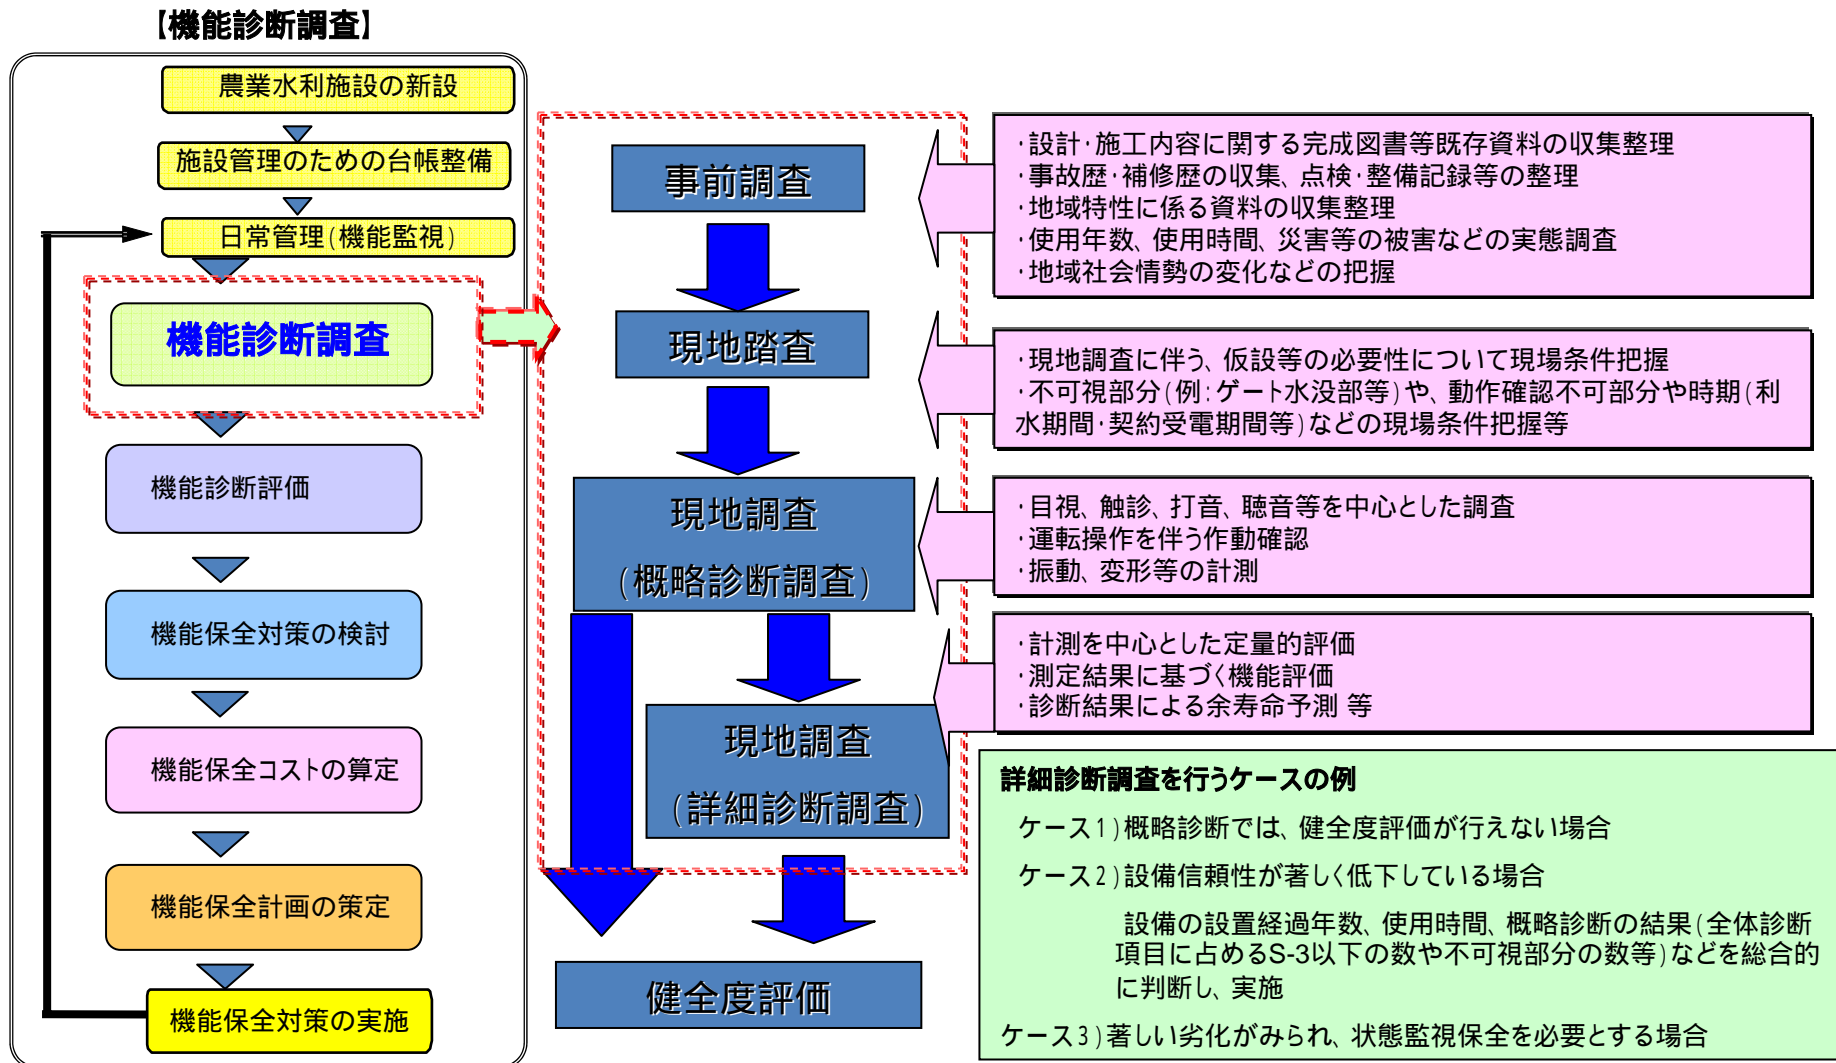 【機能診断調査】
農業水利施設の新設
施設管理のための台帳整備
日常管理(機能監視)
機能診断調査
機能診断評価
機能保全対策の検討
機能保全コストの算定
機能保全計画の策定
機能保全対策の実施
事前調査
現地踏査
現地調査
(概略診断調査)
現地調査
(詳細診断調査)
健全度評価
・設計・施工内容に関する完成図書等既存資料の収集整理
・事故歴・補修歴の収集、点検・整備記録等の整理
・地域特性に係る資料の収集整理
・使用年数、使用時間、災害等の被害などの実態調査
・地域社会情勢の変化などの把握
・現地調査に伴う、仮設等の必要性について現場条件把握
・不可視部分(例:ゲート水没部等)や、動作確認不可部分や時期(利
水期間・契約受電期間等)などの現場条件把握等
・目視、触診、打音、聴音等を中心とした調査
・運転操作を伴う作動確認
・振動、変形等の計測
・計測を中心とした定量的評価
・測定結果に基づく機能評価
・診断結果による余寿命予測 等
詳細診断調査を行うケースの例
ケース1)概略診断では、健全度評価が行えない場合
ケース2)設備信頼性が著しく低下している場合
設備の設置経過年数、使用時間、概略診断の結果(全体診断
項目に占めるS-3以下の数や不可視部分の数等)などを総合的
に判断し、実施
ケース3)著しい劣化がみられ、状態監視保全を必要とする場合